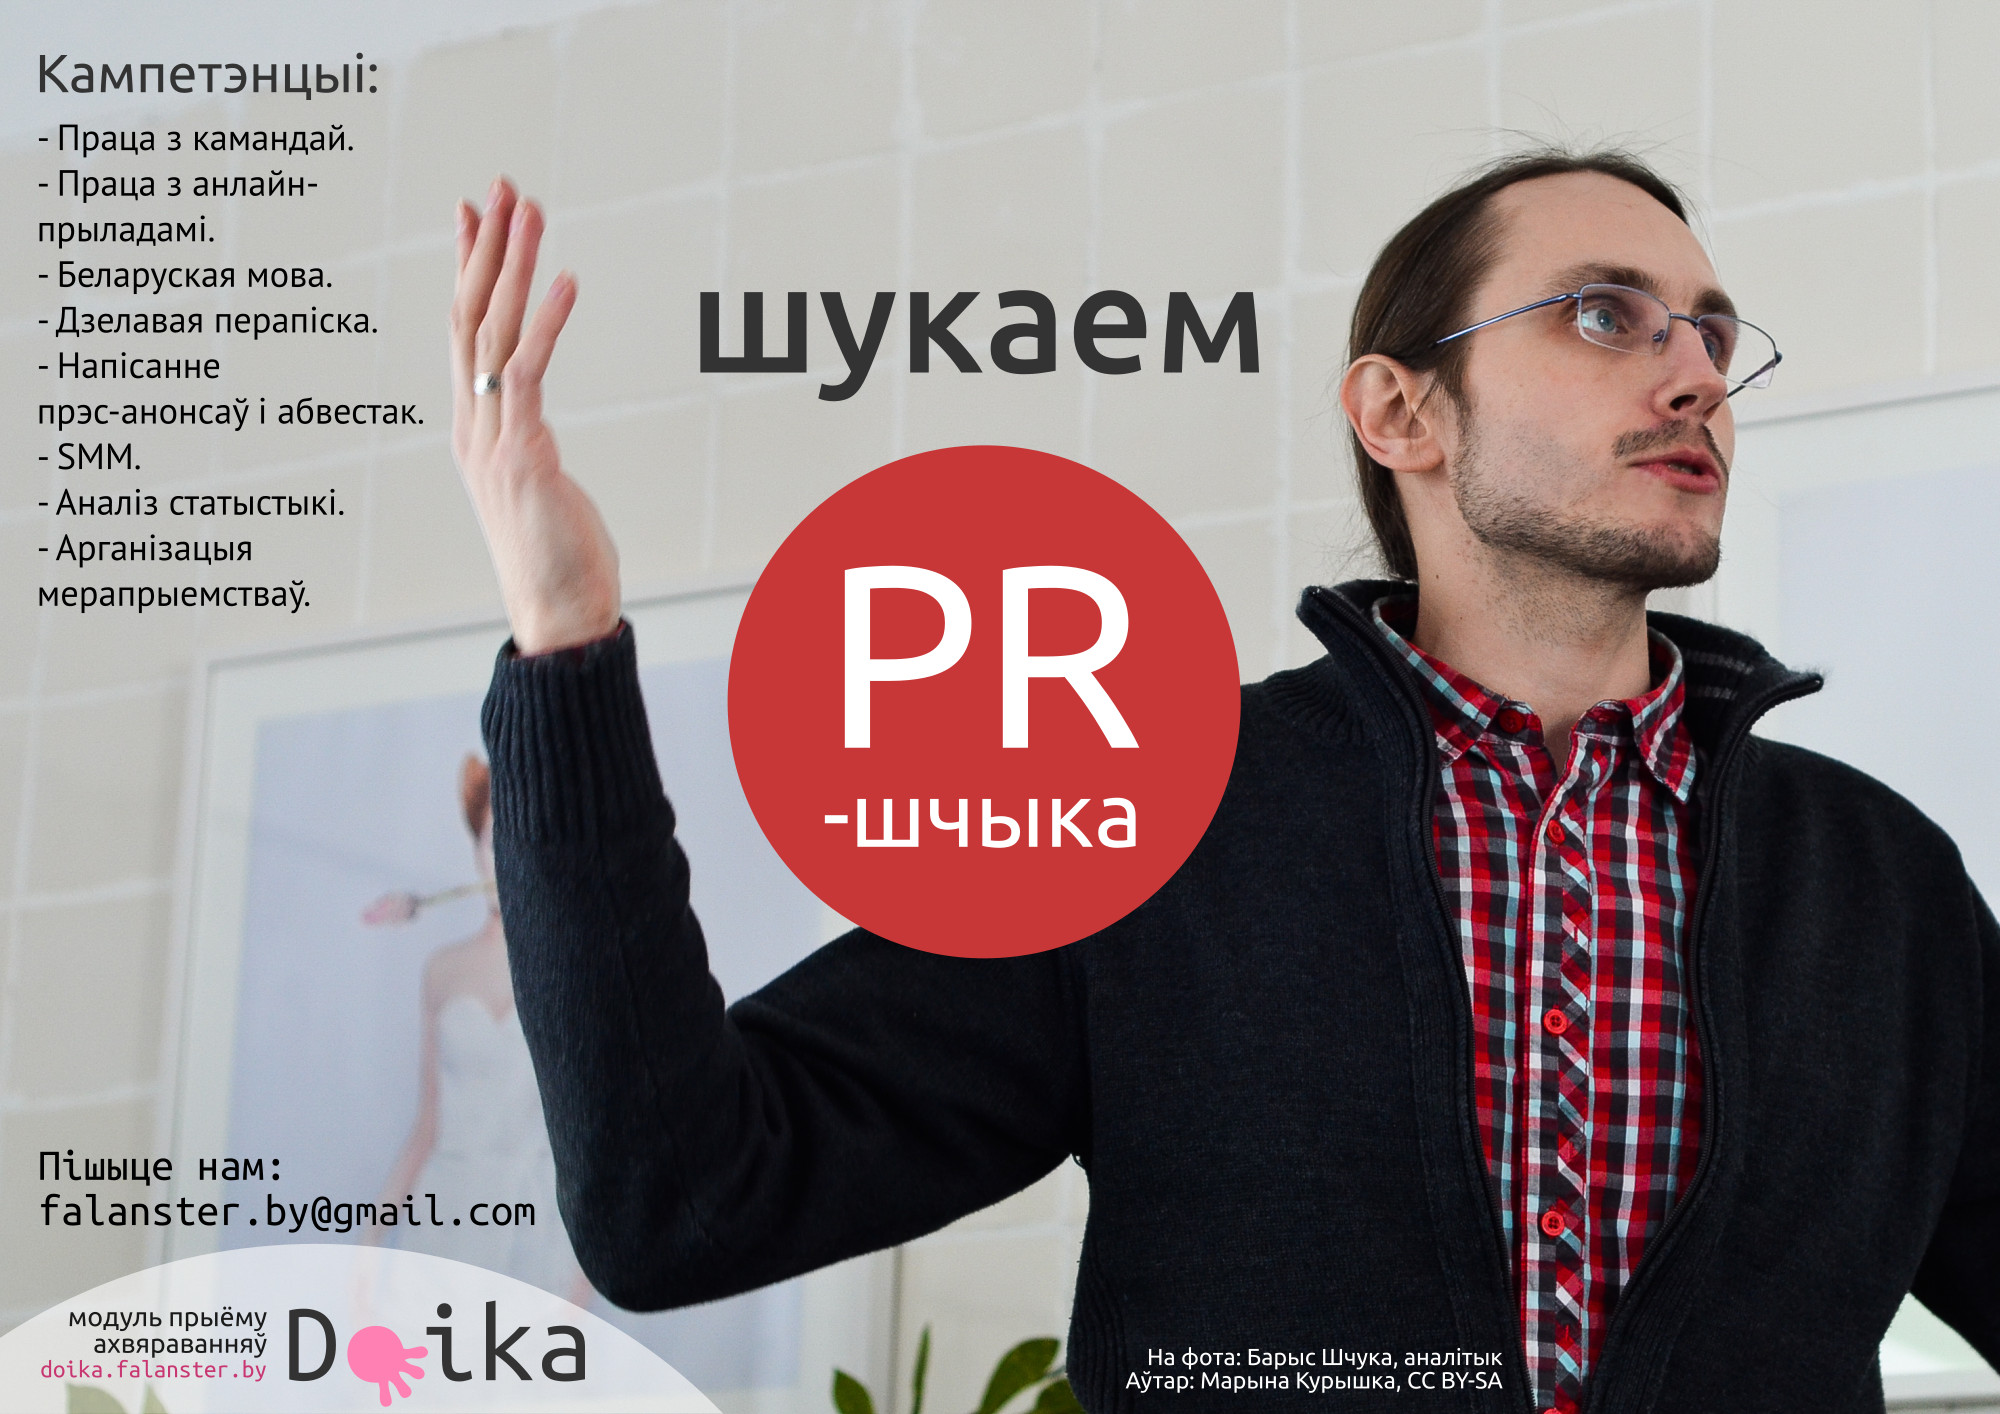 Кампетэнцыі:
- Праца з камандай.
- Праца з анлайн-
прыладамі.
- Беларуская мова.
- Дзелавая перапіска.
- Напісанне
прэс-анонсаў і абвестак.
- SMM.
- Аналіз статыстыкі.
- Арганізацыя
мерапрыемстваў.
шукаем
PR
-шчыка
Пішыце нам:
falanster.by@gmail.com
модуль прыёму
ахвяраванняў
doika.falanster.by
Doika
На фота: Барыс Шчука, аналітык
Аўтар: Марына Курышка, CC BY-SA